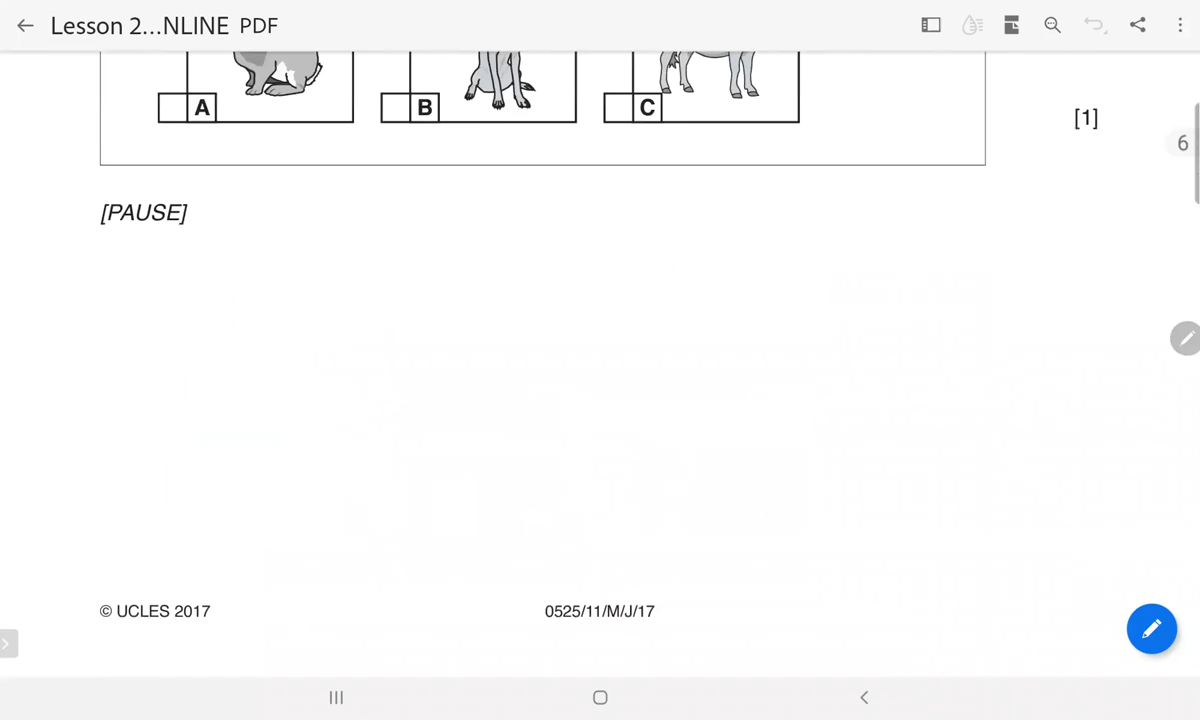 Lesson 2...NLINE PDF
A
B
C
[1]
6
[PAUSE]
© UCLES 2017
0525/11/M/J/17